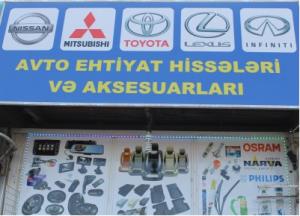 NISSAN MITSUBISHI TOYOTA LEXUS INFINITI
AVTO EHTİYAT HİSSƏLƏRİ
VƏ AKSESUARLARI
OSRAM
NARVA
PHILIPS